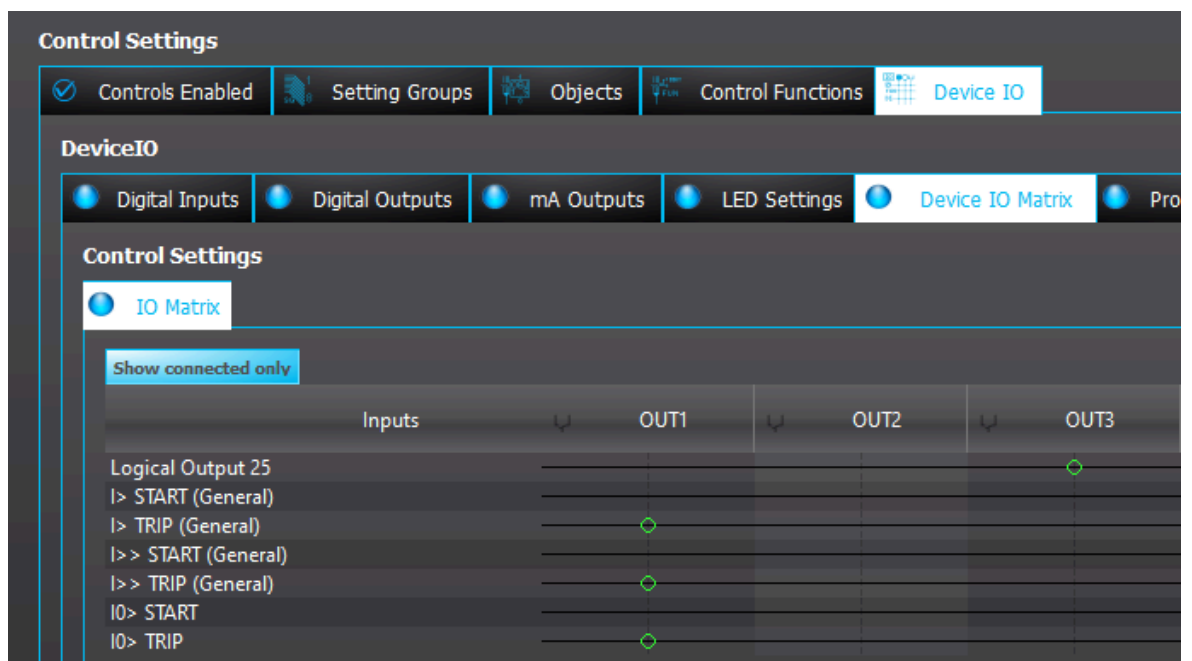 Control Settings
Controls Enabled Setting Groups Objects Control Functions Device IO
DeviceIO
Digital Inputs Digital Outputs mA Outputs LED Settings Device IO Matrix Pro
Control Settings
IO Matrix
Show connected only
Inputs OUT1 OUT2 OUT3
Logical Output 25
I> START (General)
I> TRIP (General)
I>> START (General)
I>> TRIP (General)
I0> START
I0> TRIP